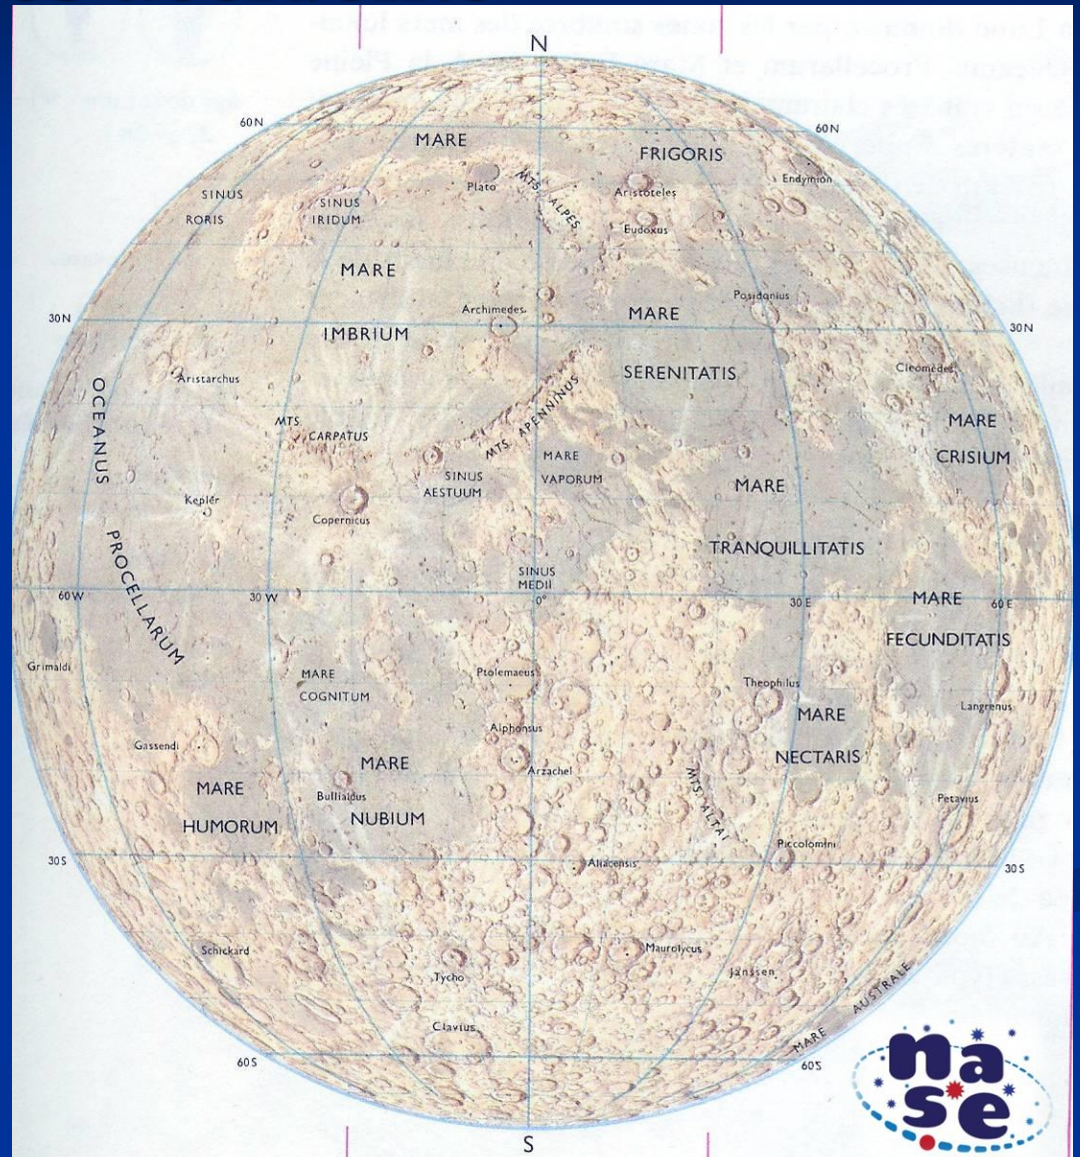 N
60N
60N
MARE
FRIGORIS
Plato
MTS. ALPES
Aristoteles
Endymion
SINUS
RORIS
SINUS
IRIDUM
Eudoxus
MARE
IMBRIUM
Archimedes
MARE
SERENITATIS
Posidonius
30N
30N
Aristarchus
Cleomedes
OCEANUS
PROCELLARUM
MTS.
CARPATUS
MTS. APENNINUS
MARE
CRISIUM
SINUS
AESTUUM
MARE
VAPORUM
MARE
TRANQUILLITATIS
Kepler
Copernicus
SINUS
MEDII
60W
30 W
0°
30 E
60 E
MARE
FECUNDITATIS
Grimaldi
MARE
COGNITUM
Ptolemaeus
Theophilus
Langrenus
MARE
NECTARIS
Alphonsus
Gassendi
Arzachel
MARE
HUMORUM
MARE
NUBIUM
Bullialdus
MTS. ALTAI
Petavius
Piccolomini
30S
30S
Aliacensis
Schickard
Tycho
Maurolycus
Janssen
Clavius
MARE AUSTRALE
60S
60S
S
na
se